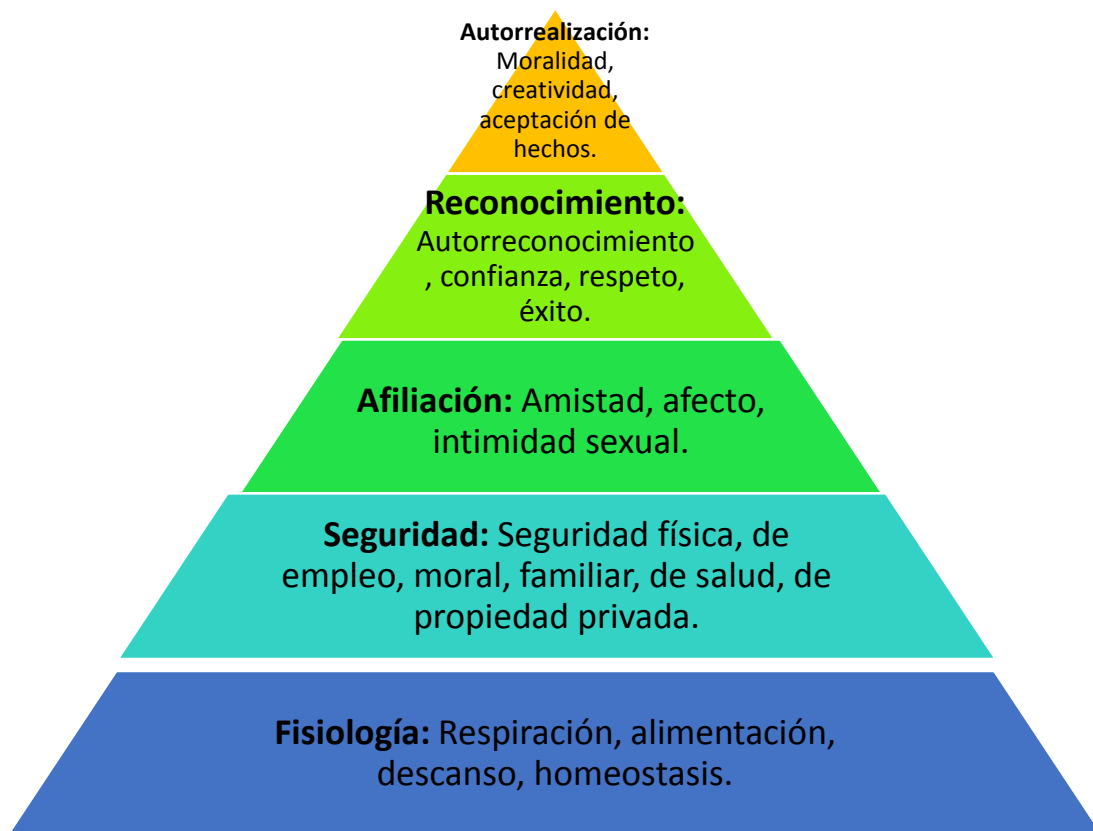 Autorrealización:
Moralidad,
creatividad,
aceptación de
hechos.
Reconocimiento:
Autorreconocimiento
, confianza, respeto,
éxito.
Afiliación: Amistad, afecto,
intimidad sexual.
Seguridad: Seguridad física, de
empleo, moral, familiar, de salud, de
propiedad privada.
Fisiología: Respiración, alimentación,
descanso, homeostasis.